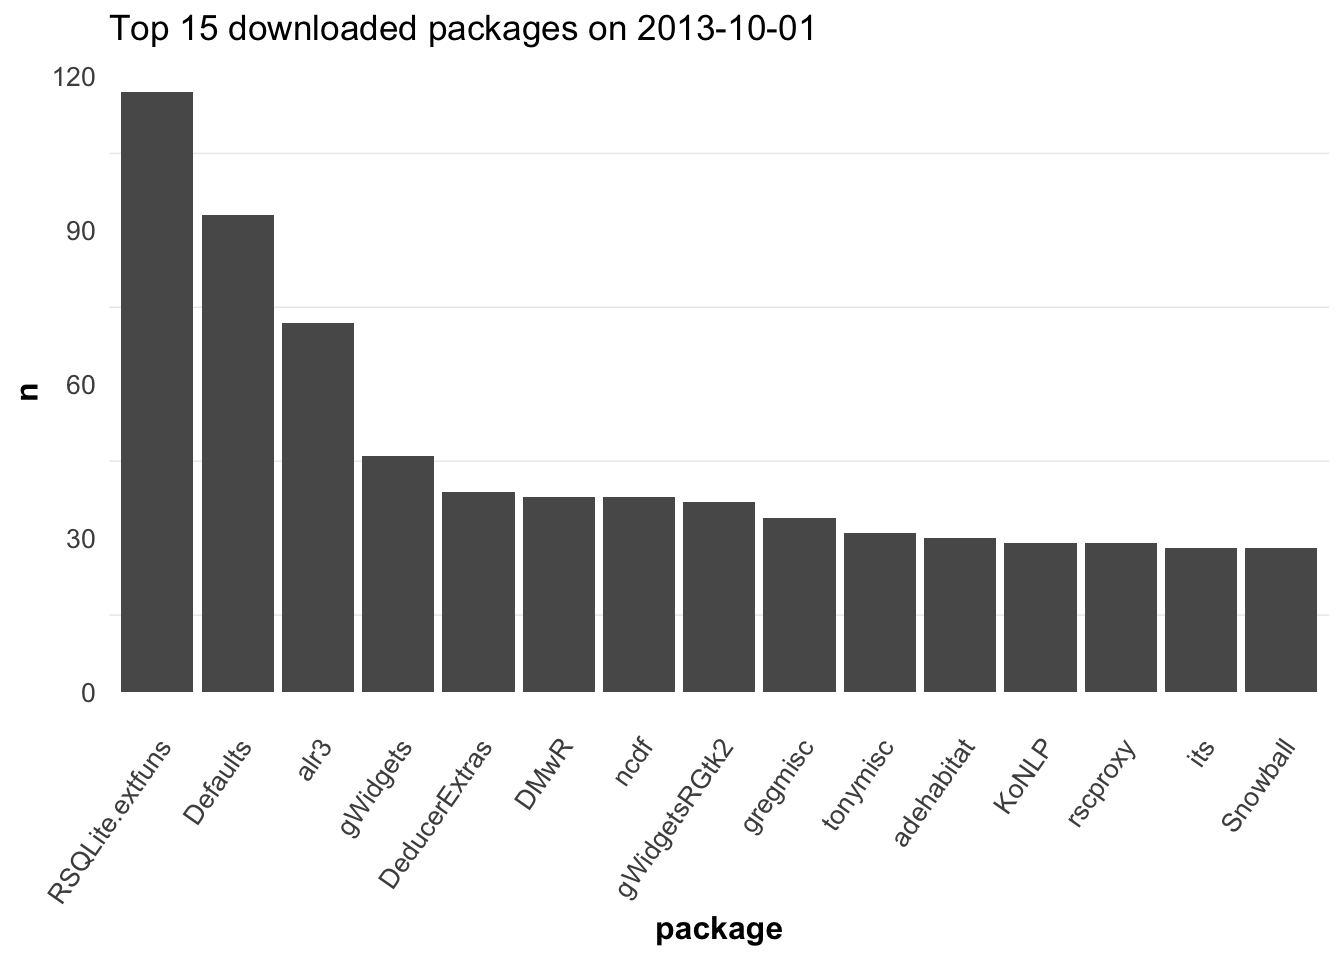 Top 15 downloaded packages on 2013-10-01
120
90
60
30
0
n
RSQLite.extfuns
Defaults
alr3
gWidgets
DeducerExtras
DMwR
ncdf
gWidgetsRGtk2
gregmisc
tonymisc
adehabitat
KoNLP
rscproxy
its
Snowball
package